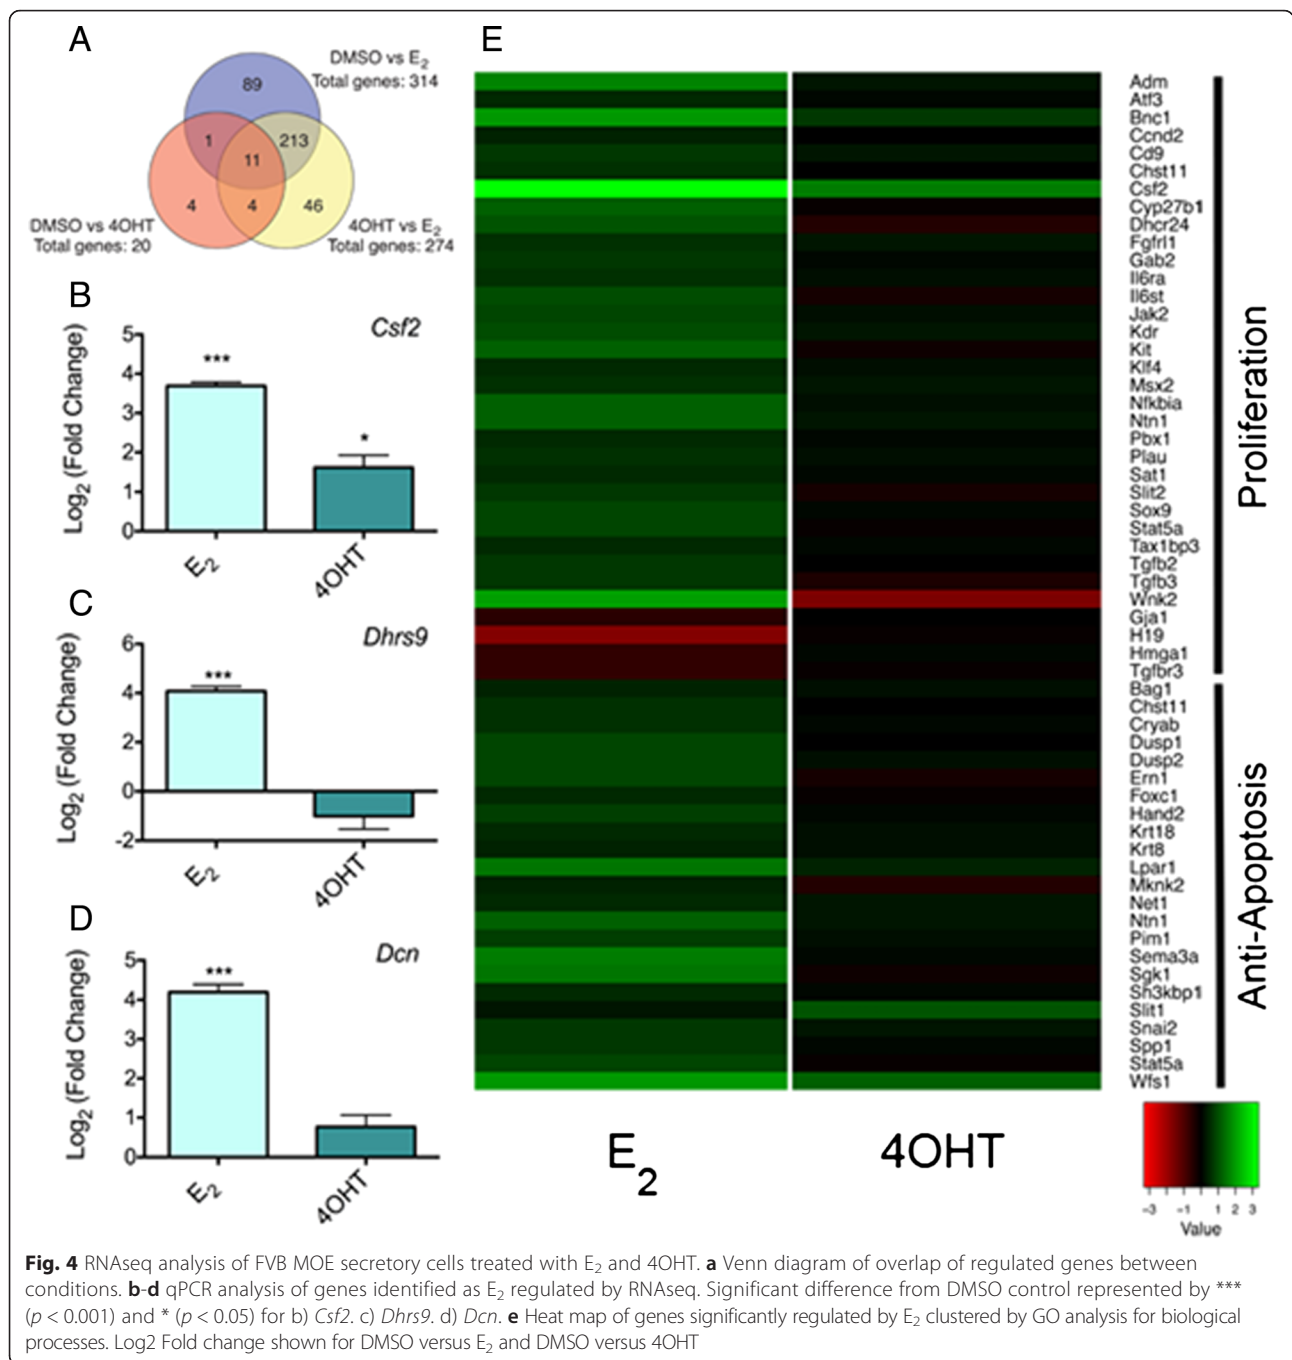 A
DMSO vs E2
Total genes: 314
89
1
213
11
4
4
46
DMSO vs 4OHT
Total genes: 20
4OHT vs E2
Total genes: 274
B
Csf2
Log2 (Fold Change)
5
4
3
2
1
0
***
*
E2
4OHT
C
Dhrs9
Log2 (Fold Change)
6
4
2
0
-2
***
E2
4OHT
D
Dcn
Log2 (Fold Change)
5
4
3
2
1
0
***
E2
4OHT
E
Adm
Atf3
Bnc1
Ccnd2
Cd9
Chst11
Csf2
Cyp27b1
Dhcr24
Fgfrl1
Gab2
Il6ra
Il6st
Jak2
Kdr
Kit
Klf4
Msx2
Nfkbia
Ntn1
Pbx1
Plau
Sat1
Slit2
Sox9
Stat5a
Tax1bp3
Tgfb2
Tgfb3
Wnk2
Gja1
H19
Hmga1
Tgfbr3
Proliferation
Bag1
Chst11
Cryab
Dusp1
Dusp2
Ern1
Foxc1
Hand2
Krt18
Krt8
Lpar1
Mknk2
Net1
Ntn1
Pim1
Sema3a
Sgk1
Sh3kbp1
Slit1
Snai2
Spp1
Stat5a
Wfs1
Anti-Apoptosis
E2
4OHT
-3 -1 1 2 3
Value
Fig. 4 RNAseq analysis of FVB MOE secretory cells treated with E2 and 4OHT. a Venn diagram of overlap of regulated genes between
conditions. b-d qPCR analysis of genes identified as E2 regulated by RNAseq. Significant difference from DMSO control represented by ***
(p < 0.001) and * (p < 0.05) for b) Csf2. c) Dhrs9. d) Dcn. e Heat map of genes significantly regulated by E2 clustered by GO analysis for biological
processes. Log2 Fold change shown for DMSO versus E2 and DMSO versus 4OHT